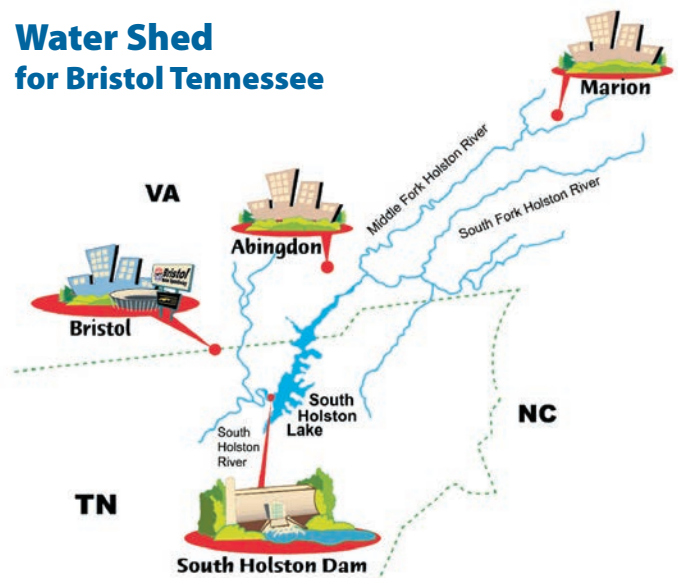 Water Shed
for Bristol Tennessee
Marion
Middle Fork Holston River
South Fork Holston River
VA
Abingdon
Bristol
Bristol
South
Holston
Lake
NC
South
Holston
River
TN
South Holston Dam